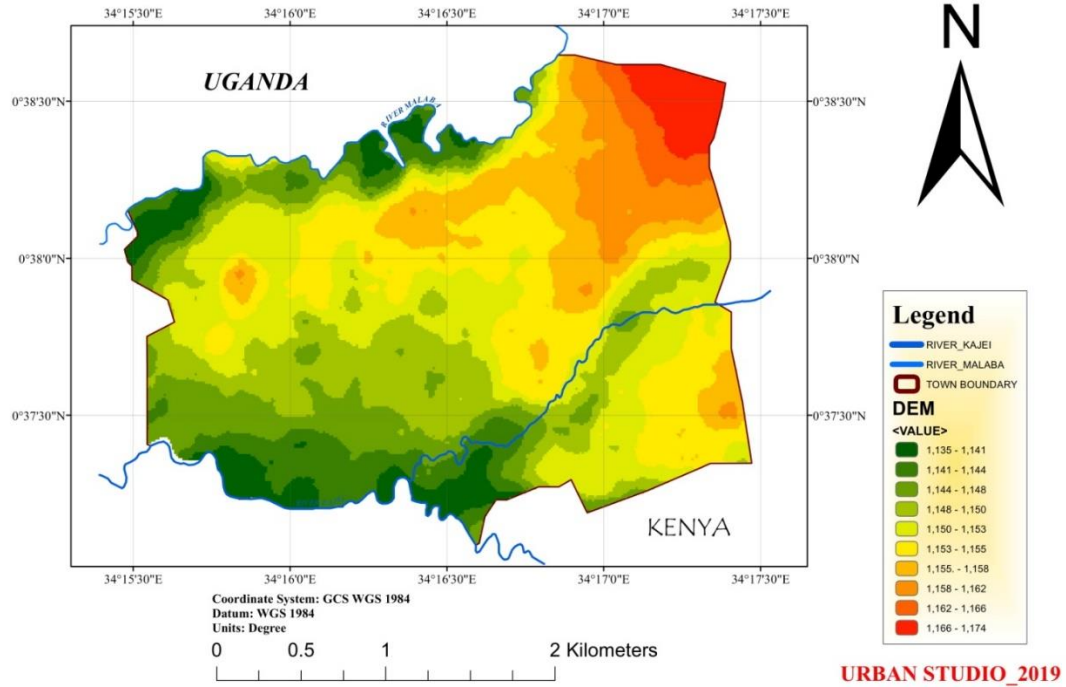 34°15'30"E 34°16'0"E 34°16'30"E 34°17'0"E 34°17'30"E
N
UGANDA
RIVER MALABA
0°38'30"N 0°38'30"N
0°38'0"N 0°38'0"N
0°37'30"N 0°37'30"N
KENYA
34°15'30"E 34°16'0"E 34°16'30"E 34°17'0"E 34°17'30"E
Coordinate System: GCS WGS 1984
Datum: WGS 1984
Units: Degree
0 0.5 1 2 Kilometers
Legend
RIVER_KAJEI
RIVER_MALABA
TOWN BOUNDARY
DEM
<VALUE>
1,135 - 1,141
1,141 - 1,144
1,144 - 1,148
1,148 - 1,150
1,150 - 1,153
1,153 - 1,155
1,155. - 1,158
1,158 - 1,162
1,162 - 1,166
1,166 - 1,174
URBAN STUDIO_2019